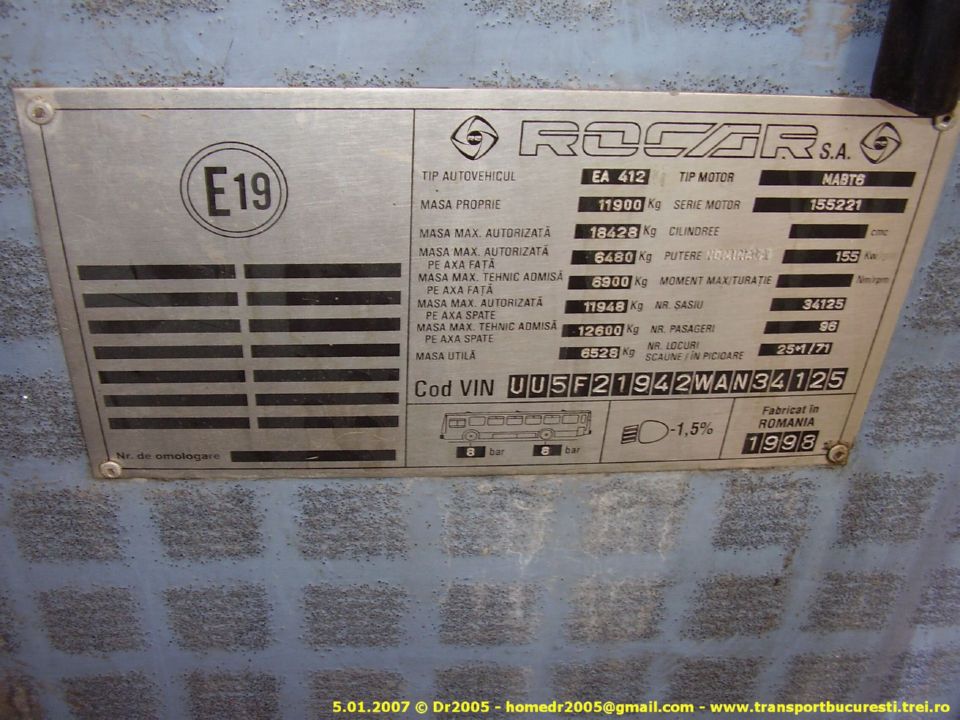 E19
Nr. de omologare
ROCAR S.A.
TIP AUTOVEHICUL EA 412 TIP MOTOR MABT6
MASA PROPRIE 11900 Kg SERIE MOTOR 155221
MASA MAX. AUTORIZATĂ 18428 Kg CILINDREE cmc
MASA MAX. AUTORIZATĂ PE AXA FAȚĂ 6480 Kg PUTERE NOMINALĂ 155 Kw
MASA MAX. TEHNIC ADMISĂ PE AXA FAȚĂ 6900 Kg MOMENT MAX/TURAȚIE Nm/rpm
MASA MAX. AUTORIZATĂ PE AXA SPATE 11948 Kg NR. ȘASIU 34125
MASA MAX. TEHNIC ADMISĂ PE AXA SPATE 12600 Kg NR. PASAGERI 96
MASA UTILĂ 6528 Kg NR. LOCURI SCAUNE / ÎN PICIOARE 25+1/71
Cod VIN UU5F21942WAN34125
8 bar 8 bar
-1,5%
Fabricat în
ROMANIA
1998
5.01.2007 © Dr2005 - homedr2005@gmail.com - www.transportbucuresti.trei.ro